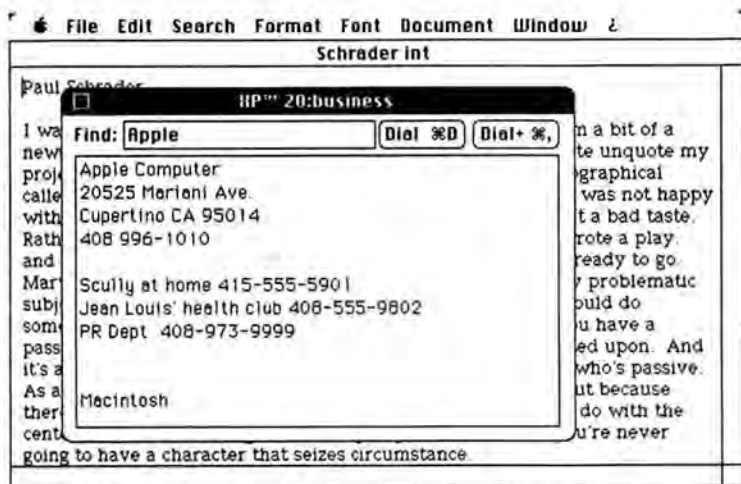 File Edit Search Format Font Document Window ¿
Schrader int
Paul Schrader
XP™ 20:business
Find: Apple Dial ⌘D Dial+ ⌘,
Apple Computer
20525 Mariani Ave.
Cupertino CA 95014
408 996-1010
Scully at home 415-555-5901
Jean Louis' health club 408-555-9802
PR Dept 408-973-9999
Macintosh
I wa n a bit of a
new te unquote my
proj ographical
calle was not happy
with t a bad taste.
Rath rote a play.
and ready to go.
Mar y problematic
subj ould do
som u have a
pass ed upon. And
it's a who's passive.
As a ut because
ther do with the
cent u're never
going to have a character that seizes circumstance.